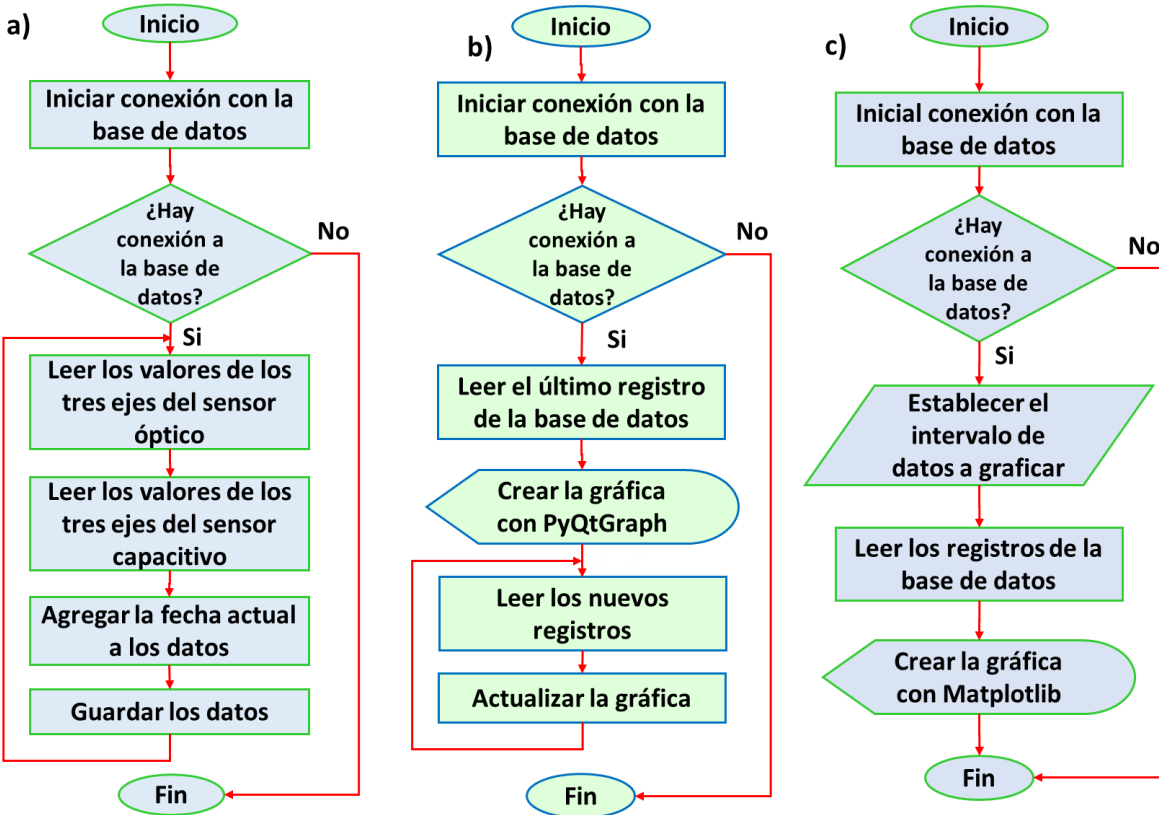 a)
Inicio
Iniciar conexión con la
base de datos
¿Hay
conexión a
la base de
datos?
No
Si
Leer los valores de los
tres ejes del sensor
óptico
Leer los valores de los
tres ejes del sensor
capacitivo
Agregar la fecha actual
a los datos
Guardar los datos
Fin
b)
Inicio
Iniciar conexión con la
base de datos
¿Hay
conexión a
la base de
datos?
No
Si
Leer el último registro
de la base de datos
Crear la gráfica
con PyQtGraph
Leer los nuevos
registros
Actualizar la gráfica
Fin
c)
Inicio
Inicial conexión con la
base de datos
¿Hay
conexión a
la base de
datos?
No
Si
Establecer el
intervalo de
datos a graficar
Leer los registros de la
base de datos
Crear la gráfica
con Matplotlib
Fin